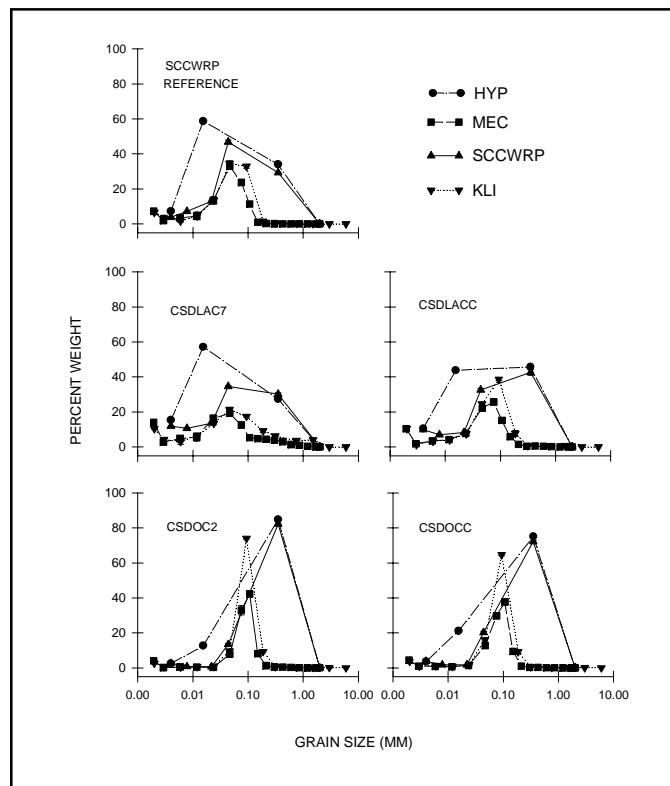 100
80
60
40
20
0
SCCWRP
REFERENCE
HYP
MEC
SCCWRP
KLI
PERCENT WEIGHT
100
80
60
40
20
0
CSDLAC7
CSDLACC
100
80
60
40
20
0
CSDOC2
CSDOCC
0.00 0.01 0.10 1.00 10.00
0.00 0.01 0.10 1.00 10.00
GRAIN SIZE (MM)